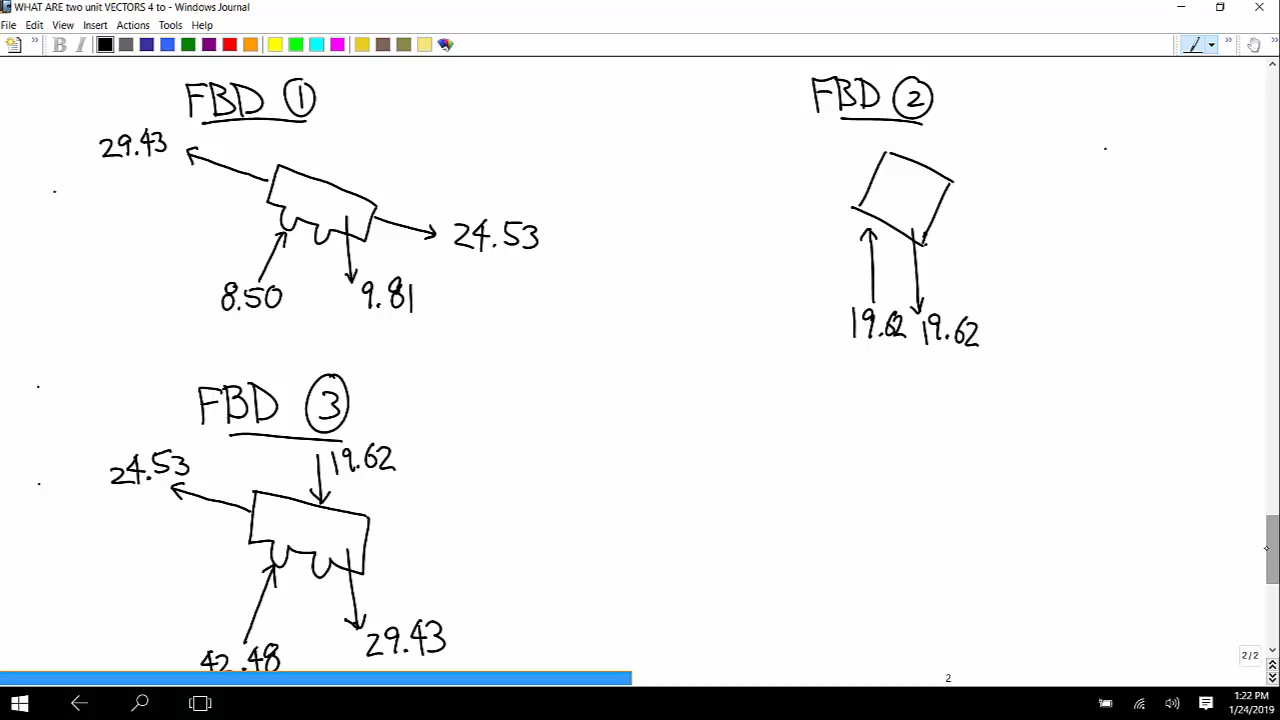 WHAT ARE two unit VECTORS 4 to - Windows Journal
File Edit View Insert Actions Tools Help
B I
FBD 1
29.43
24.53
8.50
9.81
FBD 2
19.62
19.62
FBD 3
19.62
24.53
29.43
42.48
2/2
2
1:22 PM
1/24/2019